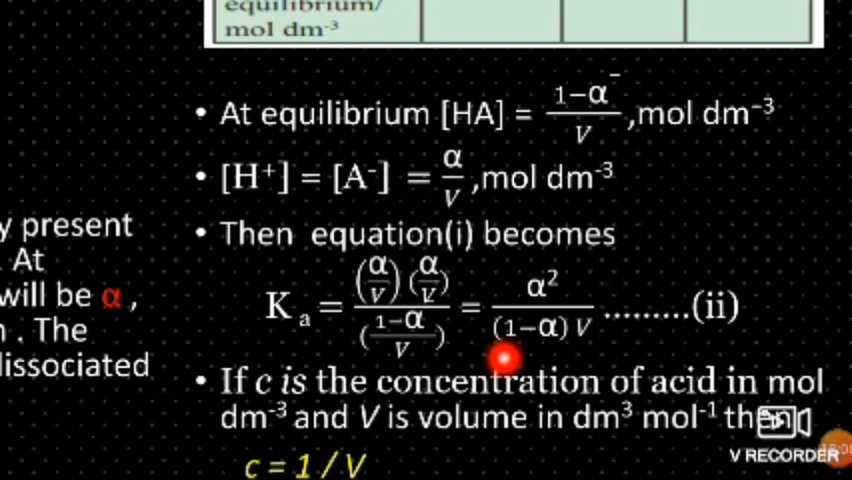 equilibrium/
mol dm⁻³
• At equilibrium [HA] = (1−α⁻)/V ,mol dm⁻³
• [H⁺] = [A⁻] = α/V ,mol dm⁻³
y present
• Then equation(i) becomes
. At
will be α ,
Kₐ = (α/V)(α/V)/((1−α)/V) = α²/((1−α)V) .........(ii)
. The
dissociated
• If c is the concentration of acid in mol
dm⁻³ and V is volume in dm³ mol⁻¹ then
V RECORDER
c = 1 / V